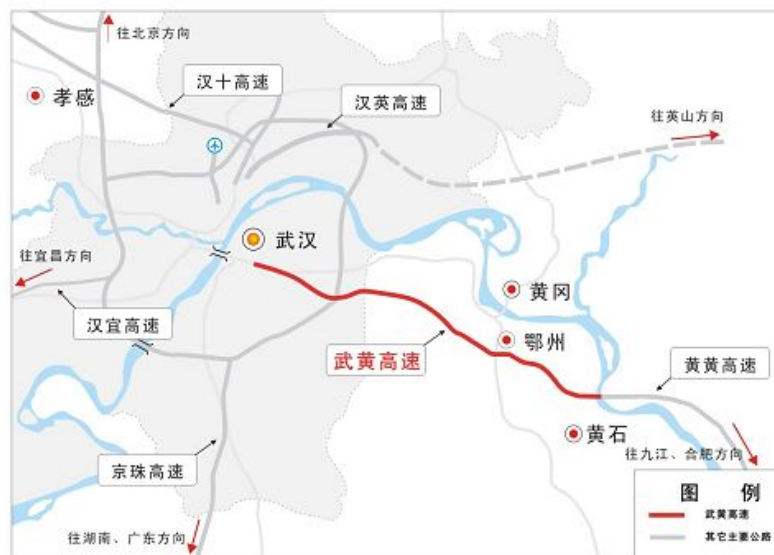 往北京方向
汉十高速
孝感
汉英高速
往英山方向
武汉
往宜昌方向
黄冈
汉宜高速
鄂州
武黄高速
黄黄高速
黄石
京珠高速
往九江、合肥方向
图 例
武黄高速
往湖南、广东方向
其它主要公路